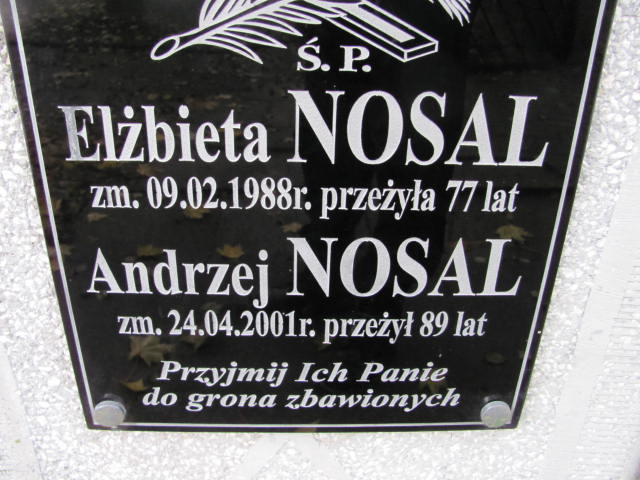 Ś. P.
Elżbieta NOSAL
zm. 09.02.1988r. przeżyła 77 lat
Andrzej NOSAL
zm. 24.04.2001r. przeżył 89 lat
Przyjmij Ich Panie
do grona zbawionych